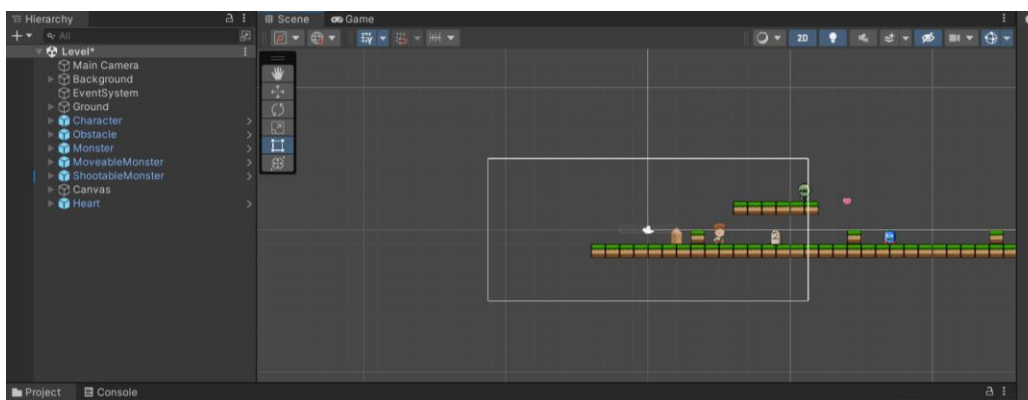 Hierarchy
Scene
Game
All
2D
Level*
Main Camera
Background
EventSystem
Ground
Character
Obstacle
Monster
MoveableMonster
ShootableMonster
Canvas
Heart
Project
Console